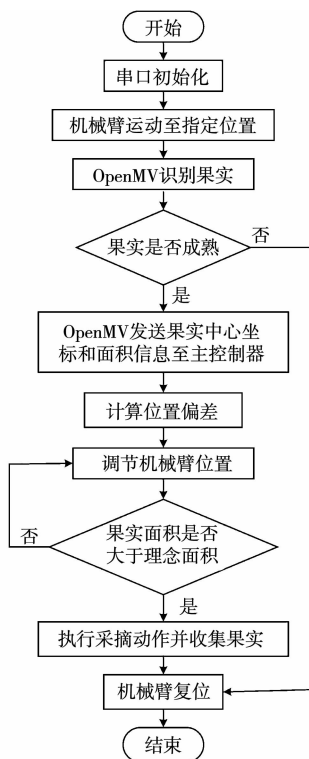 开始
串口初始化
机械臂运动至指定位置
OpenMV识别果实
果实是否成熟
否
是
OpenMV发送果实中心坐
标和面积信息至主控制器
计算位置偏差
调节机械臂位置
否
果实面积是否
大于理念面积
是
执行采摘动作并收集果实
机械臂复位
结束